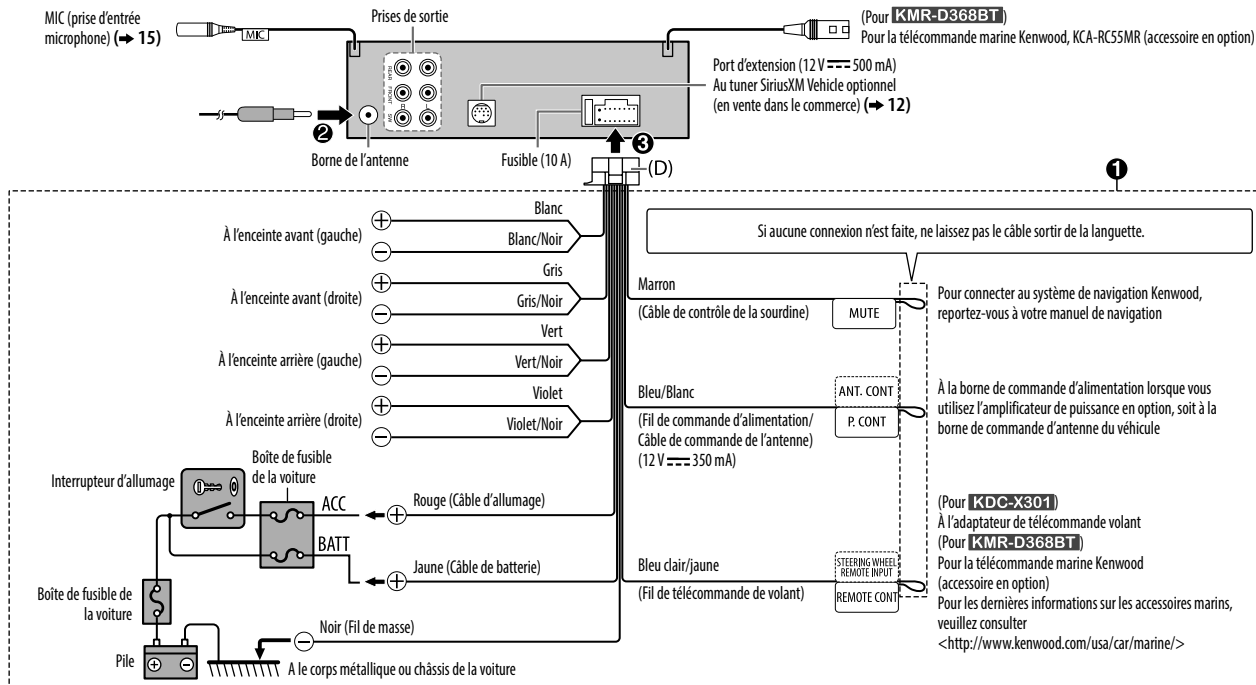 MIC (prise d'entrée
microphone) (➜ 15)
MIC
Prises de sortie
REAR
FRONT
R
L
SW
(Pour KMR-D368BT)
Pour la télécommande marine Kenwood, KCA-RC55MR (accessoire en option)
Port d'extension (12 V ⎓ 500 mA)
Au tuner SiriusXM Vehicle optionnel
(en vente dans le commerce) (➜ 12)
❷
Borne de l'antenne
Fusible (10 A)
❸
(D)
❶
Blanc
À l'enceinte avant (gauche)
Blanc/Noir
Gris
À l'enceinte avant (droite)
Gris/Noir
Vert
À l'enceinte arrière (gauche)
Vert/Noir
Violet
À l'enceinte arrière (droite)
Violet/Noir
Si aucune connexion n'est faite, ne laissez pas le câble sortir de la languette.
Marron
(Câble de contrôle de la sourdine)
MUTE
Pour connecter au système de navigation Kenwood,
reportez-vous à votre manuel de navigation
Bleu/Blanc
(Fil de commande d'alimentation/
Câble de commande de l'antenne)
(12 V ⎓ 350 mA)
ANT. CONT
P. CONT
À la borne de commande d'alimentation lorsque vous
utilisez l'amplificateur de puissance en option, soit à la
borne de commande d'antenne du véhicule
Interrupteur d'allumage
Boîte de fusible
de la voiture
ACC
Rouge (Câble d'allumage)
BATT
Jaune (Câble de batterie)
Boîte de fusible de
la voiture
Noir (Fil de masse)
Pile
A le corps métallique ou châssis de la voiture
Bleu clair/jaune
(Fil de télécommande de volant)
STEERING WHEEL
REMOTE INPUT
REMOTE CONT
(Pour KDC-X301)
À l'adaptateur de télécommande volant
(Pour KMR-D368BT)
Pour la télécommande marine Kenwood
(accessoire en option)
Pour les dernières informations sur les accessoires marins,
veuillez consulter
<http://www.kenwood.com/usa/car/marine/>